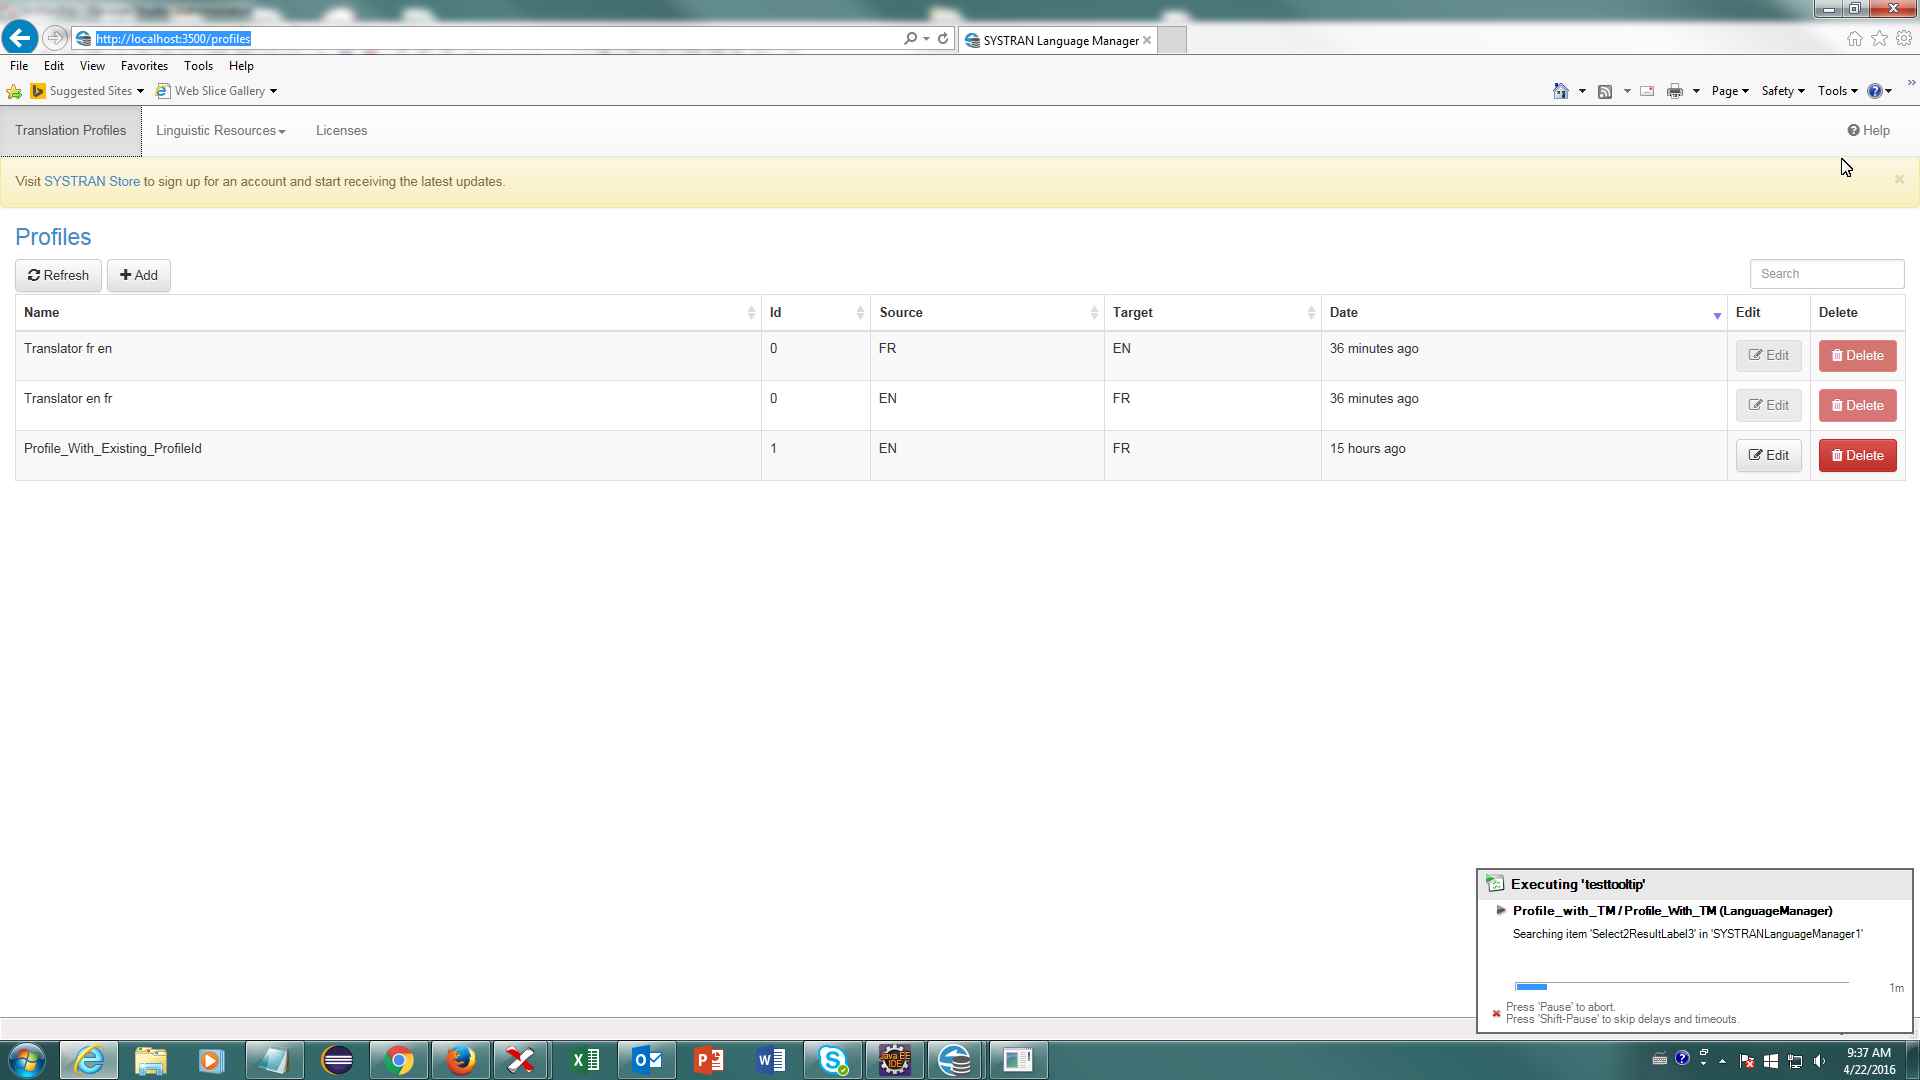 http://localhost:3500/profiles
SYSTRAN Language Manager
File Edit View Favorites Tools Help
Suggested Sites Web Slice Gallery
Page Safety Tools
Translation Profiles Linguistic Resources Licenses Help
Visit SYSTRAN Store to sign up for an account and start receiving the latest updates.
Profiles
Refresh Add Search
Name Id Source Target Date Edit Delete
Translator fr en 0 FR EN 36 minutes ago Edit Delete
Translator en fr 0 EN FR 36 minutes ago Edit Delete
Profile_With_Existing_ProfileId 1 EN FR 15 hours ago Edit Delete
Executing 'testtooltip'
Profile_with_TM / Profile_With_TM (LanguageManager)
Searching item 'Select2ResultLabel3' in 'SYSTRANLanguageManager1'
1m
Press 'Pause' to abort.
Press 'Shift-Pause' to skip delays and timeouts.
Java EE
IDE
9:37 AM
4/22/2016